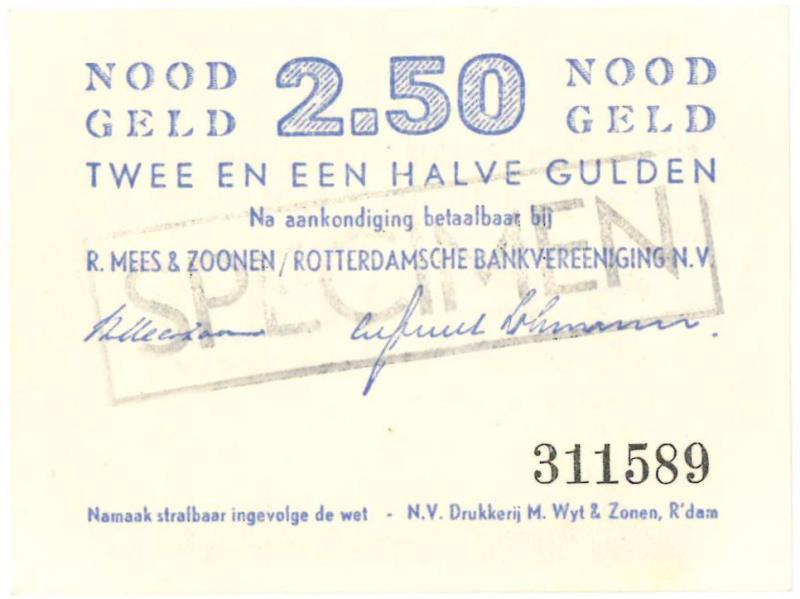 NOOD 2.50 NOOD
GELD GELD
TWEE EN EEN HALVE GULDEN
Na aankondiging betaalbaar bij
R. MEES & ZOONEN / ROTTERDAMSCHE BANKVEREENIGING N.V.
SPECIMEN
311589
Namaak strafbaar ingevolge de wet - N.V. Drukkerij M. Wyt & Zonen, R'dam